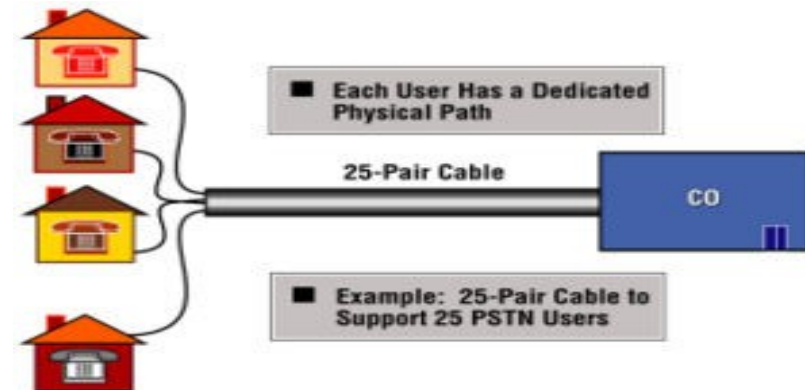 ■ Each User Has a Dedicated
Physical Path
25-Pair Cable
CO
■ Example: 25-Pair Cable to
Support 25 PSTN Users